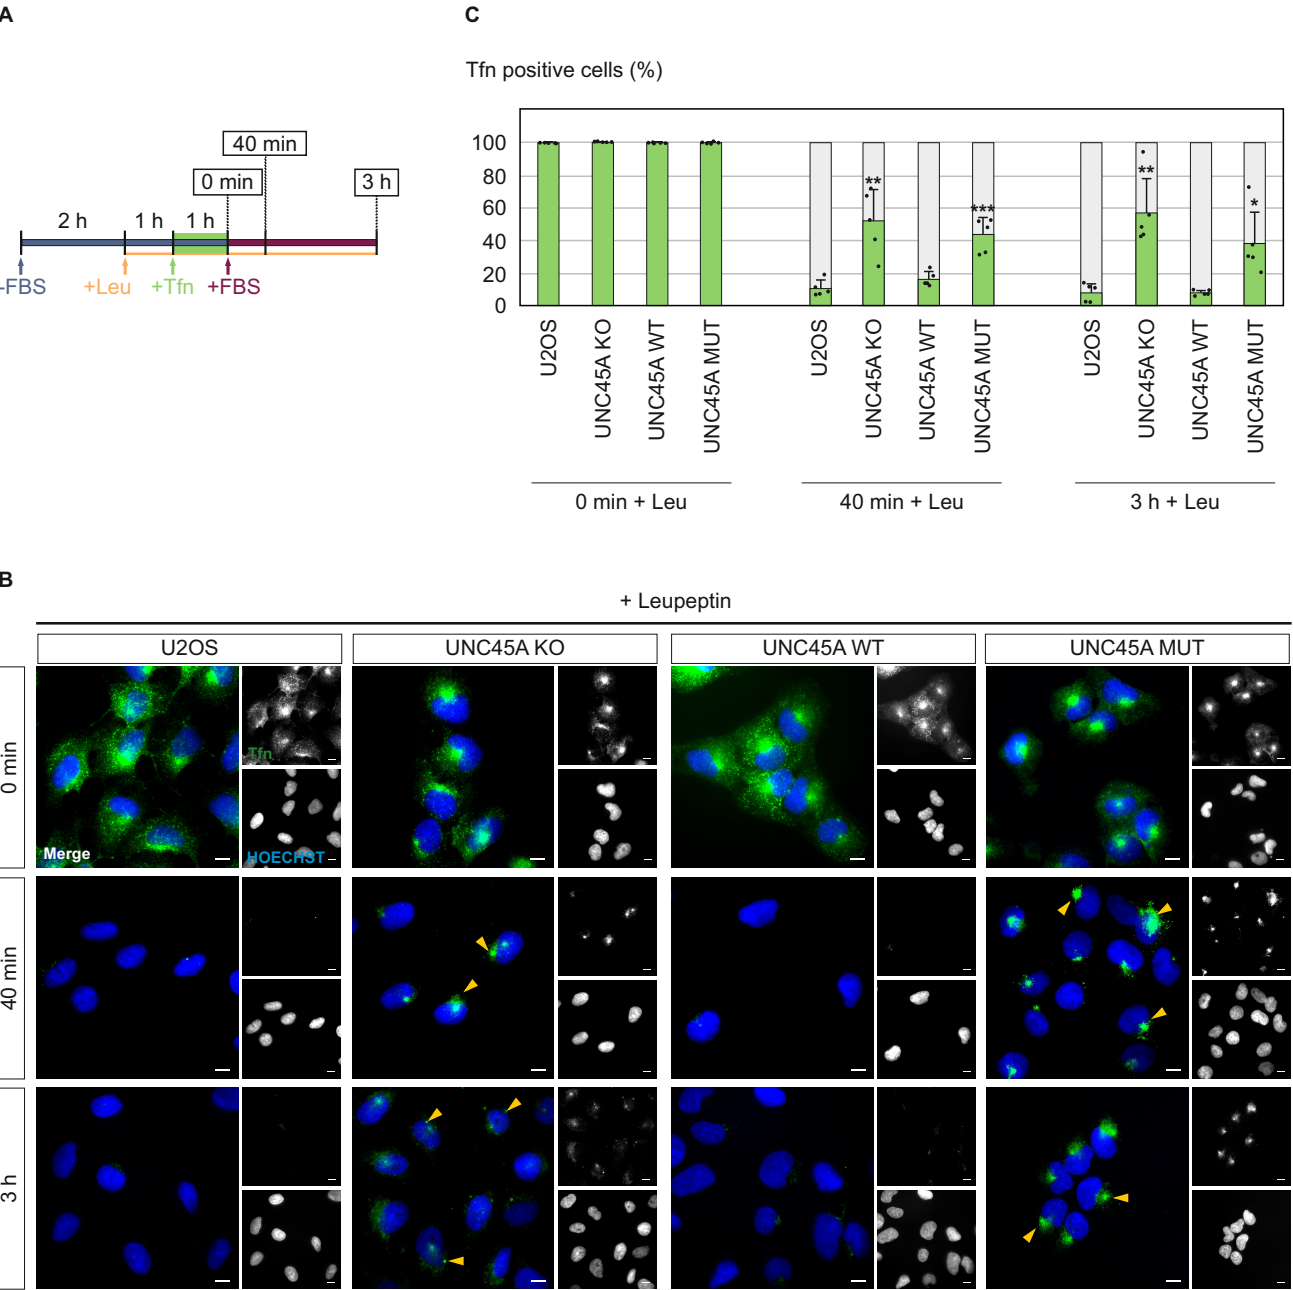 A
C
Tfn positive cells (%)
40 min
0 min
3 h
2 h
1 h
1 h
-FBS
+Leu
+Tfn
+FBS
100
80
60
40
20
0
**
***
**
*
U2OS
UNC45A KO
UNC45A WT
UNC45A MUT
U2OS
UNC45A KO
UNC45A WT
UNC45A MUT
U2OS
UNC45A KO
UNC45A WT
UNC45A MUT
0 min + Leu
40 min + Leu
3 h + Leu
B
+ Leupeptin
U2OS
UNC45A KO
UNC45A WT
UNC45A MUT
0 min
Tfn
Merge
HOECHST
40 min
3 h